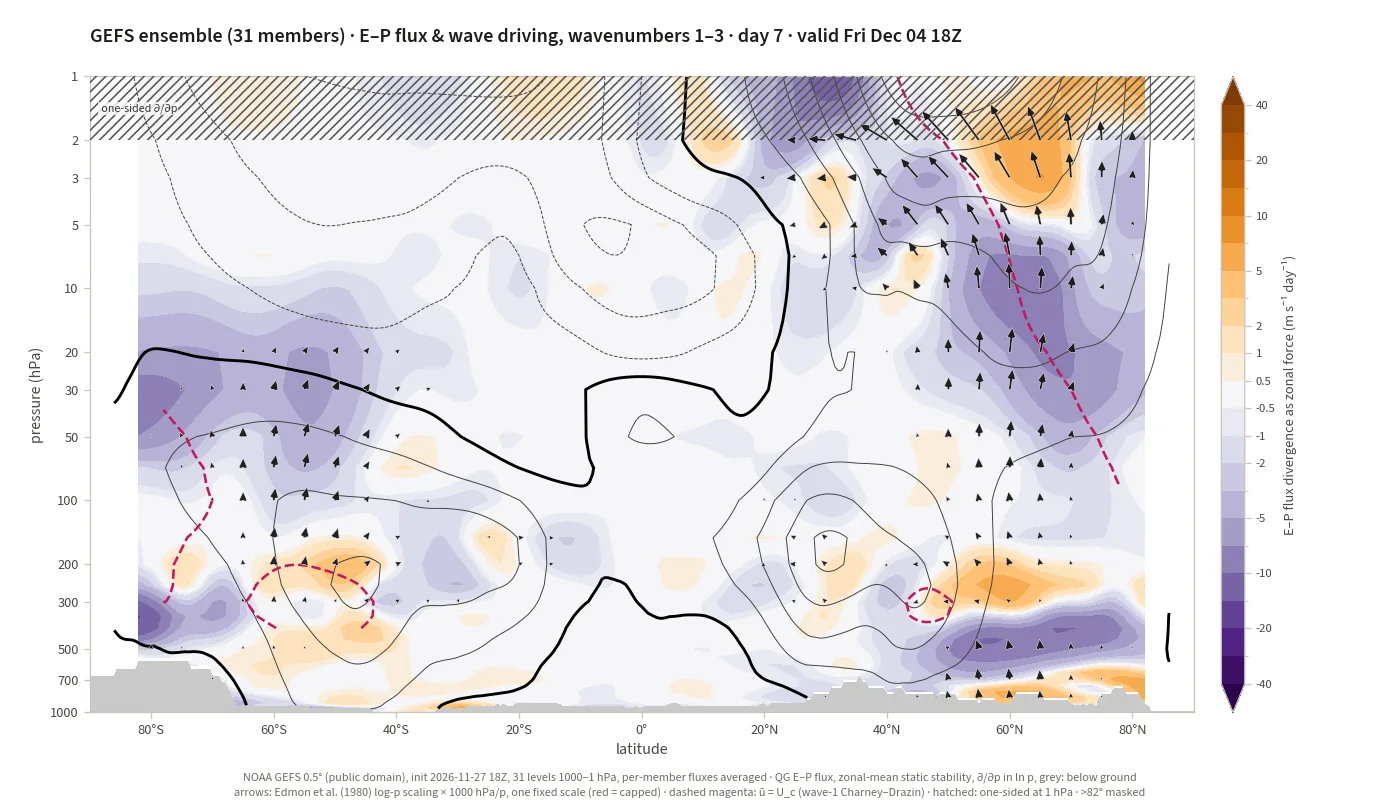 GEFS ensemble (31 members) · E–P flux & wave driving, wavenumbers 1–3 · day 7 · valid Fri Dec 04 18Z
one-sided ∂/∂p
pressure (hPa)
1
2
3
5
10
20
30
50
100
200
300
500
700
1000
80°S
60°S
40°S
20°S
0°
20°N
40°N
60°N
80°N
latitude
40
20
10
5
2
1
0.5
-0.5
-1
-2
-5
-10
-20
-40
E–P flux divergence as zonal force (m s⁻¹ day⁻¹)
NOAA GEFS 0.5° (public domain), init 2026-11-27 18Z, 31 levels 1000–1 hPa, per-member fluxes averaged · QG E–P flux, zonal-mean static stability, ∂/∂p in ln p, grey: below ground
arrows: Edmon et al. (1980) log-p scaling × 1000 hPa/p, one fixed scale (red = capped) · dashed magenta: ū = U_c (wave-1 Charney–Drazin) · hatched: one-sided at 1 hPa · >82° masked